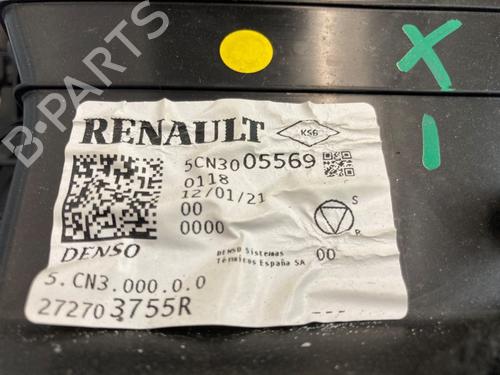 B-PARTS
X
I
RENAULT
KSG
5CN3005569
0118
12/01/21
00
0000
S
R
DENSO
DENSO Sistemas
Térmicos España SA
00
5.CN3.000.0.0
272703755R
---